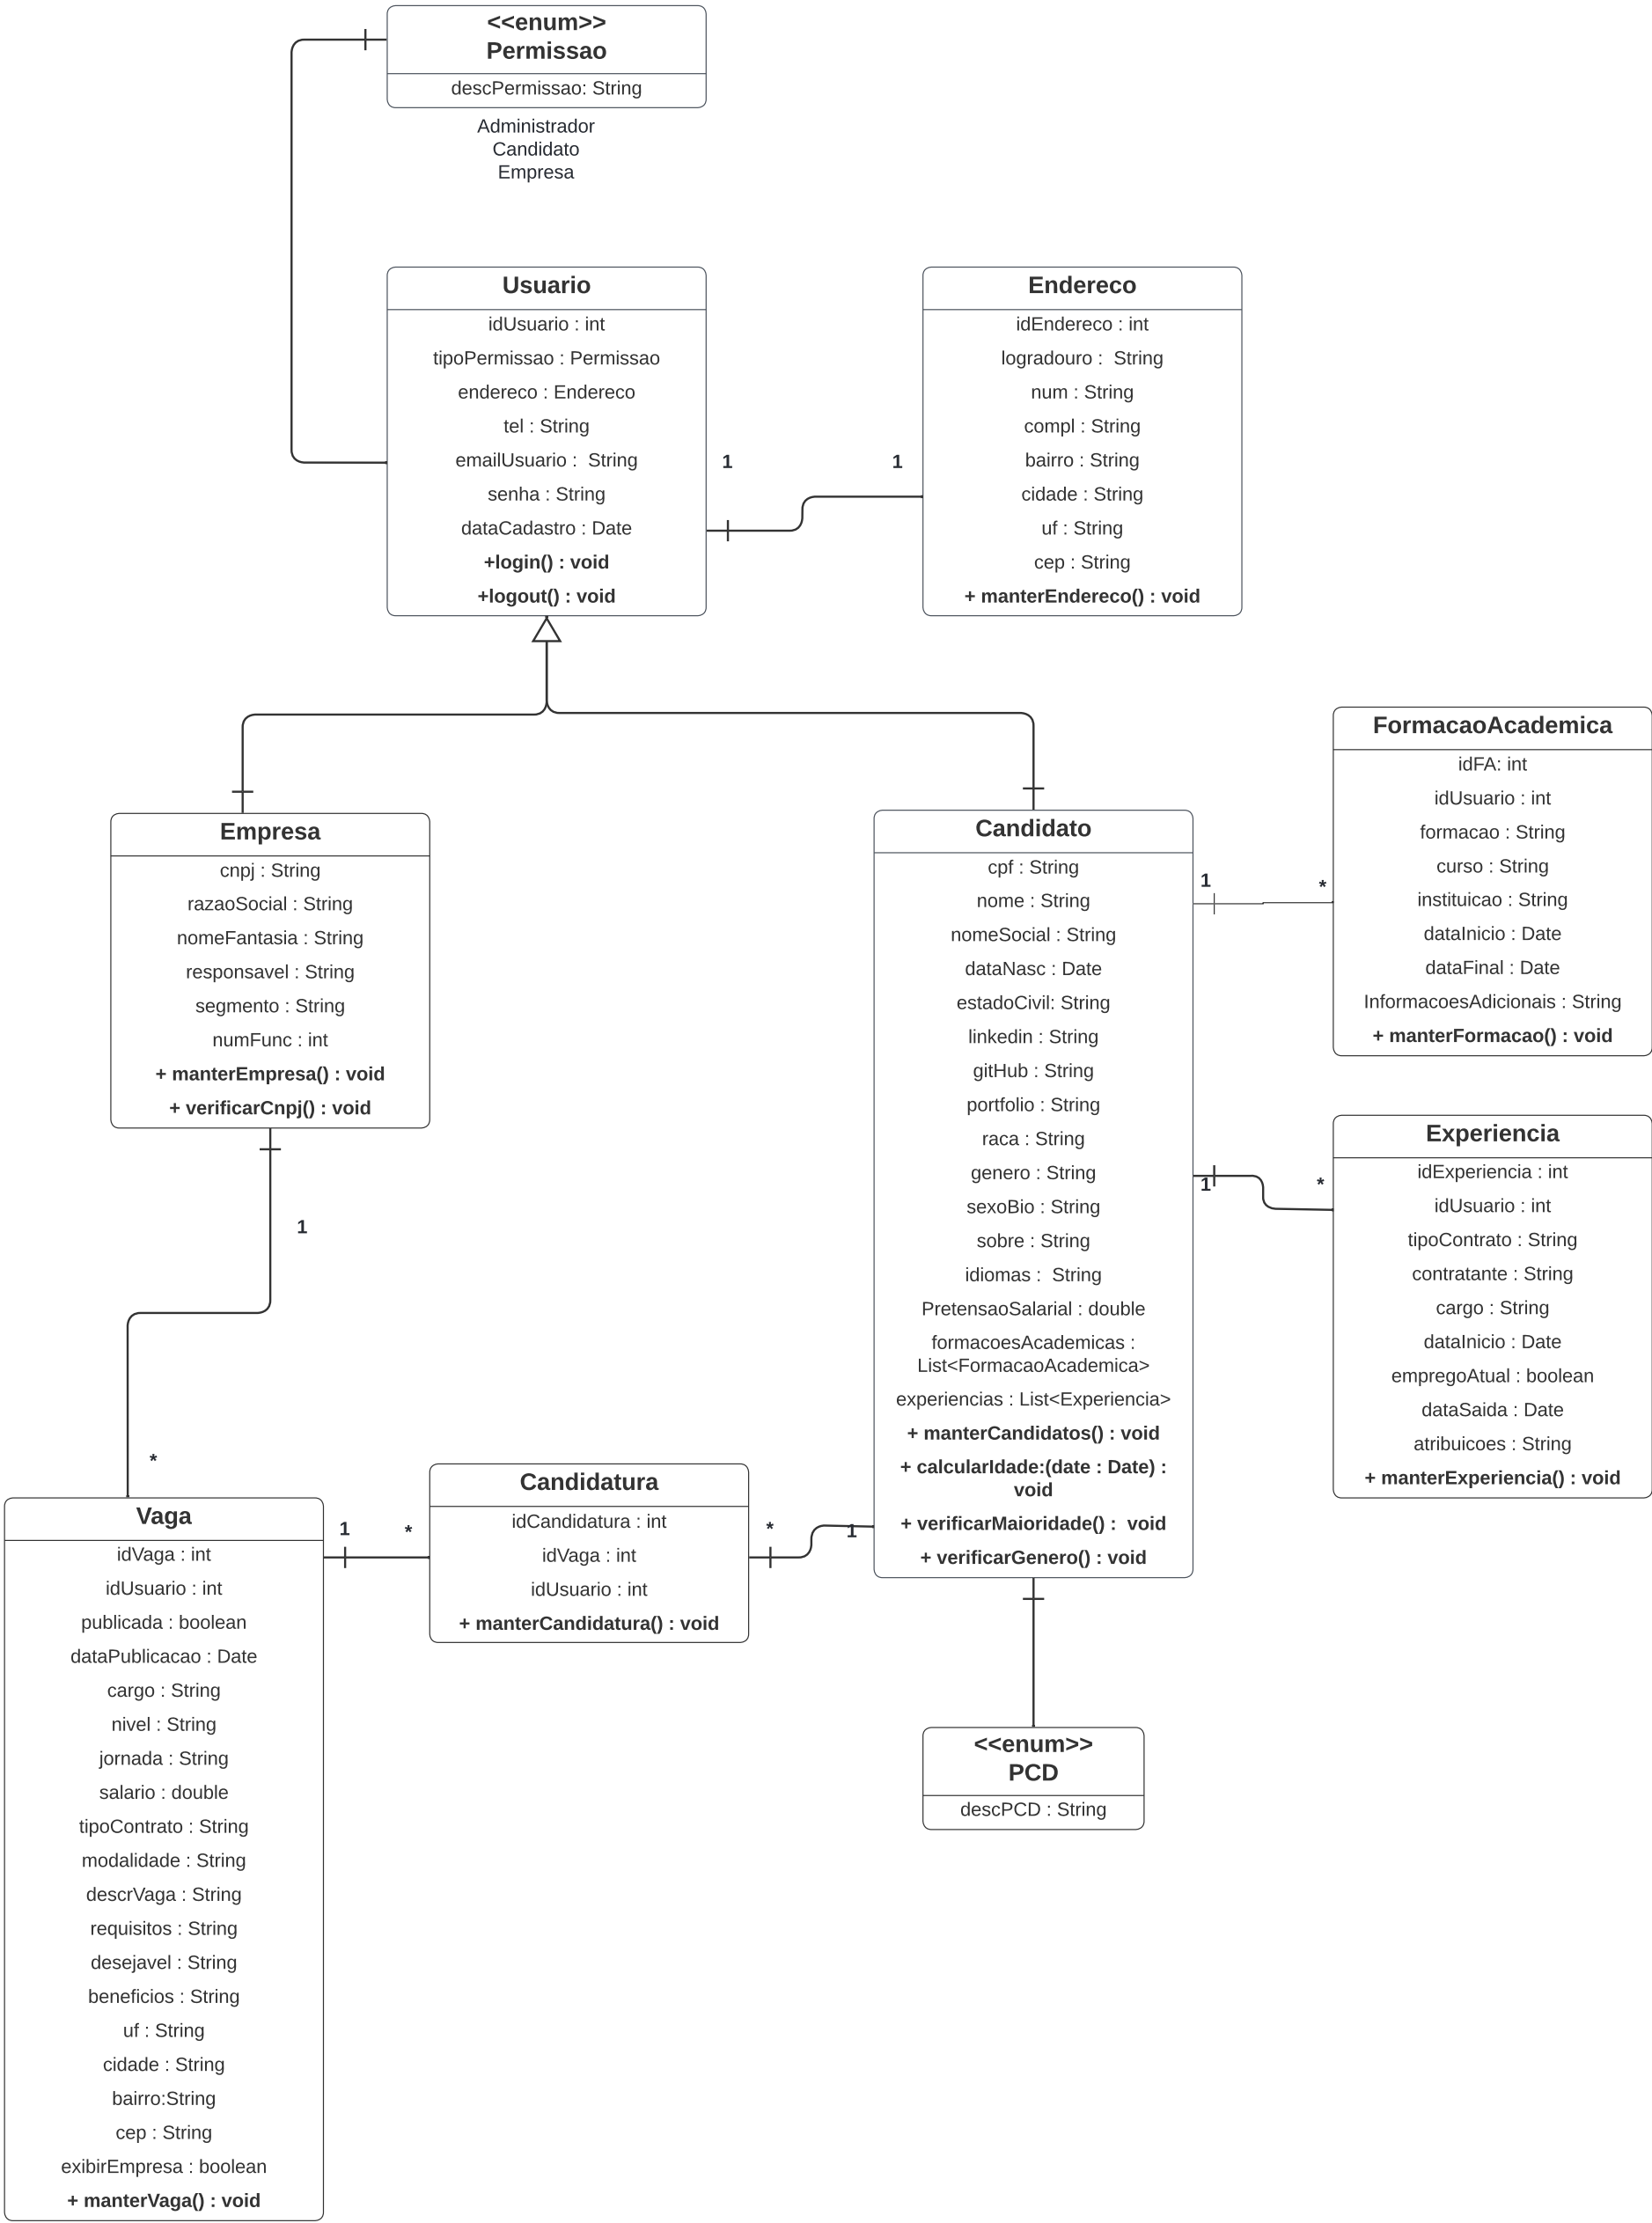 <<enum>>
Permissao
descPermissao: String
Administrador
Candidato
Empresa
Usuario
idUsuario : int
tipoPermissao : Permissao
endereco : Endereco
tel : String
emailUsuario :  String
senha : String
dataCadastro : Date
+login() : void
+logout() : void
1
1
Endereco
idEndereco : int
logradouro :  String
num : String
compl : String
bairro : String
cidade : String
uf : String
cep : String
+ manterEndereco() : void
Empresa
cnpj : String
razaoSocial : String
nomeFantasia : String
responsavel : String
segmento : String
numFunc : int
+ manterEmpresa() : void
+ verificarCnpj() : void
1
*
Candidato
cpf : String
nome : String
nomeSocial : String
dataNasc : Date
estadoCivil: String
linkedin : String
gitHub : String
portfolio : String
raca : String
genero : String
sexoBio : String
sobre : String
idiomas :  String
PretensaoSalarial : double
formacoesAcademicas :
List<FormacaoAcademica>
experiencias : List<Experiencia>
+ manterCandidatos() : void
+ calcularIdade:(date : Date) :
void
+ verificarMaioridade() :  void
+ verificarGenero() : void
1
*
FormacaoAcademica
idFA: int
idUsuario : int
formacao : String
curso : String
instituicao : String
dataInicio : Date
dataFinal : Date
InformacoesAdicionais : String
+ manterFormacao() : void
1
*
Experiencia
idExperiencia : int
idUsuario : int
tipoContrato : String
contratante : String
cargo : String
dataInicio : Date
empregoAtual : boolean
dataSaida : Date
atribuicoes : String
+ manterExperiencia() : void
Vaga
idVaga : int
idUsuario : int
publicada : boolean
dataPublicacao : Date
cargo : String
nivel : String
jornada : String
salario : double
tipoContrato : String
modalidade : String
descrVaga : String
requisitos : String
desejavel : String
beneficios : String
uf : String
cidade : String
bairro:String
cep : String
exibirEmpresa : boolean
+ manterVaga() : void
1
*
Candidatura
idCandidatura : int
idVaga : int
idUsuario : int
+ manterCandidatura() : void
*
1
<<enum>>
PCD
descPCD : String